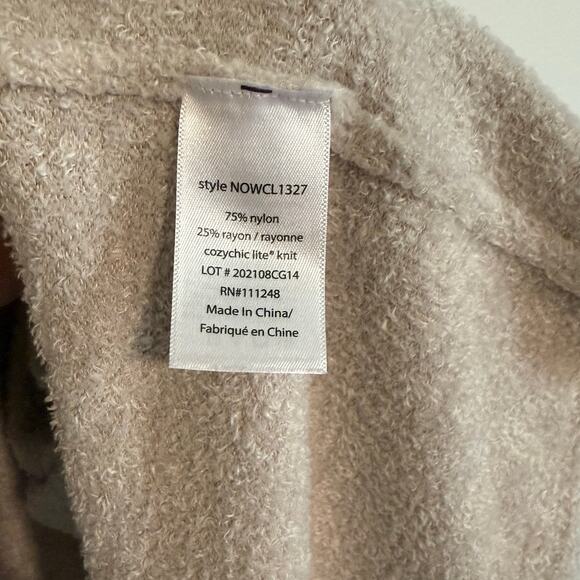 style NOWCL1327
75% nylon
25% rayon / rayonne
cozychic lite® knit
LOT # 202108CG14
RN#111248
Made In China/
Fabriqué en Chine